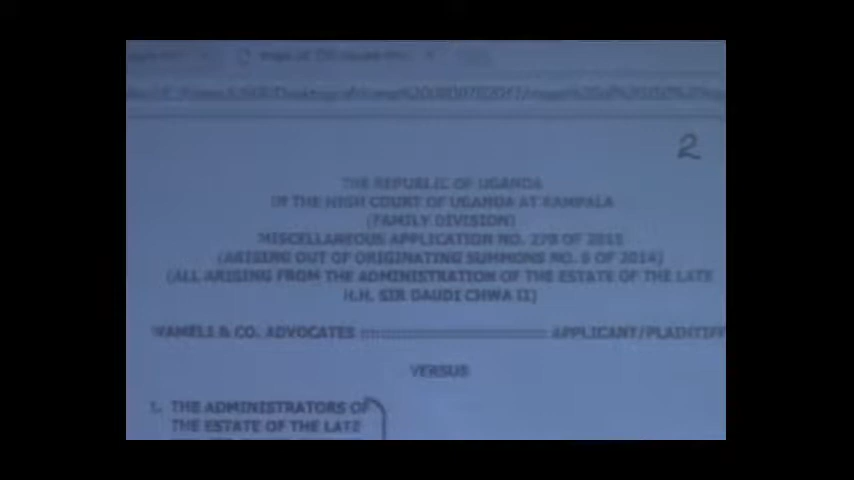 2
THE REPUBLIC OF UGANDA
IN THE HIGH COURT OF UGANDA AT KAMPALA
(FAMILY DIVISION)
MISCELLANEOUS APPLICATION NO. 270 OF 2015
(ARISING OUT OF ORIGINATING SUMMONS NO. 6 OF 2014)
(ALL ARISING FROM THE ADMINISTRATION OF THE ESTATE OF THE LATE
H.H. SIR DAUDI CHWA II)
WAMELI & CO. ADVOCATES :::::::::::::::::::::::::::::::: APPLICANT/PLAINTIFF
VERSUS
1. THE ADMINISTRATORS OF
THE ESTATE OF THE LATE